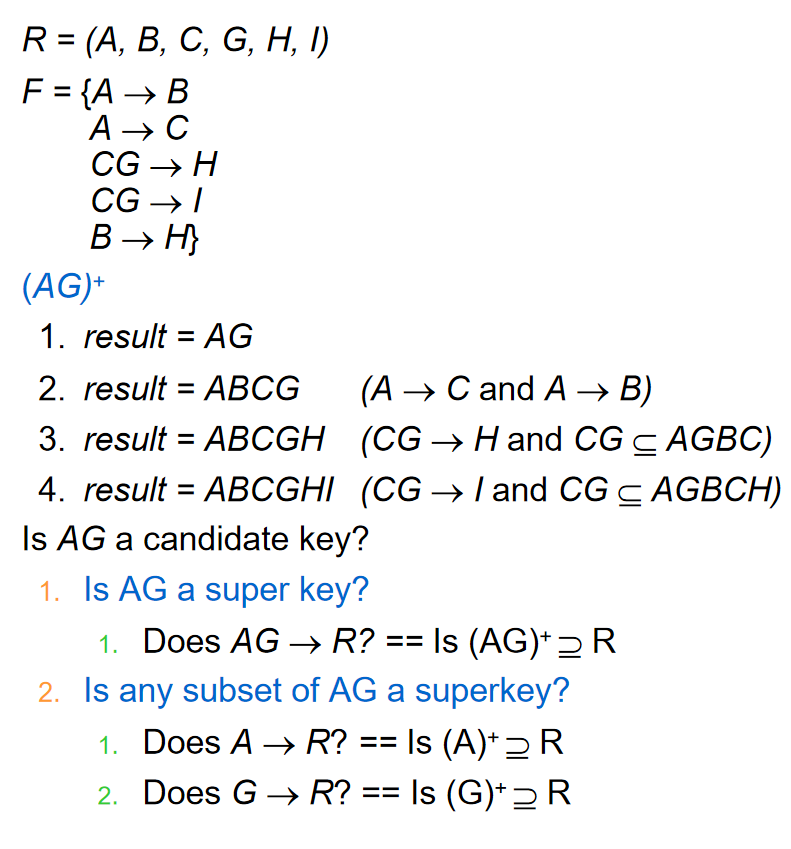 R = (A, B, C, G, H, I)
F = {A → B
A → C
CG → H
CG → I
B → H}
(AG)⁺
1. result = AG
2. result = ABCG (A → C and A → B)
3. result = ABCGH (CG → H and CG ⊆ AGBC)
4. result = ABCGHI (CG → I and CG ⊆ AGBCH)
Is AG a candidate key?
1. Is AG a super key?
1. Does AG → R? == Is (AG)⁺ ⊇ R
2. Is any subset of AG a superkey?
1. Does A → R? == Is (A)⁺ ⊇ R
2. Does G → R? == Is (G)⁺ ⊇ R